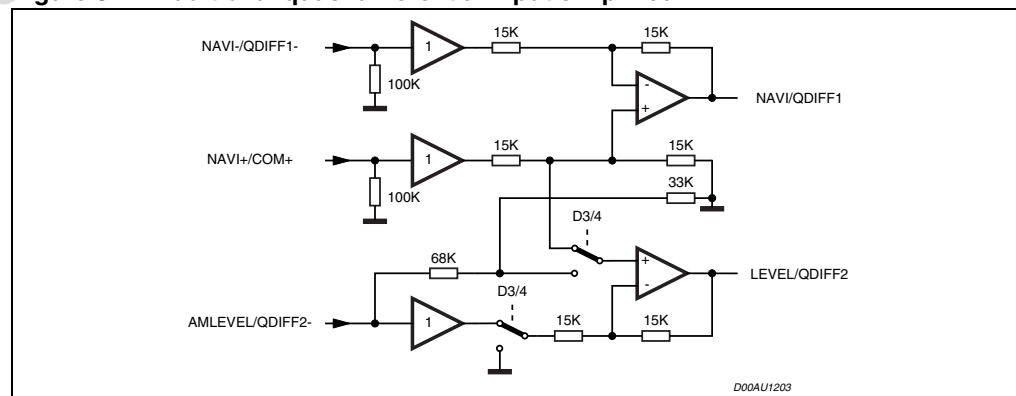 NAVI-/QDIFF1-
1
15K
15K
100K
-
+
NAVI/QDIFF1
NAVI+/COM+
1
15K
15K
100K
33K
D3/4
68K
+
-
LEVEL/QDIFF2
D3/4
AMLEVEL/QDIFF2-
1
15K
15K
D00AU1203